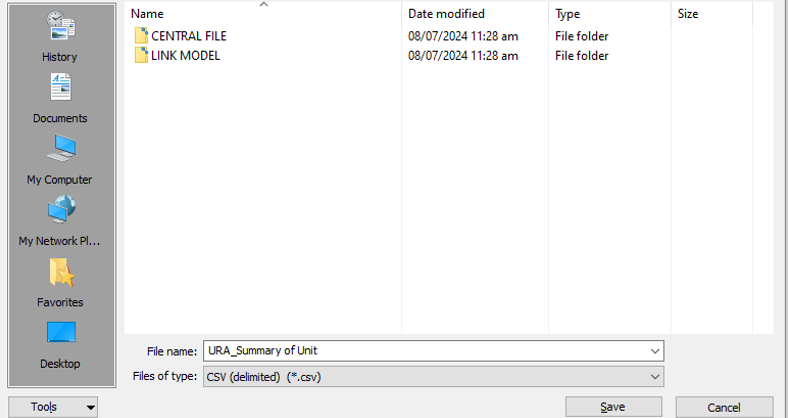 Name Date modified Type Size
CENTRAL FILE 08/07/2024 11:28 am File folder
LINK MODEL 08/07/2024 11:28 am File folder
History
Documents
My Computer
My Network Pl...
Favorites
Desktop
File name: URA_Summary of Unit
Files of type: CSV (delimited) (*.csv)
Tools Save Cancel